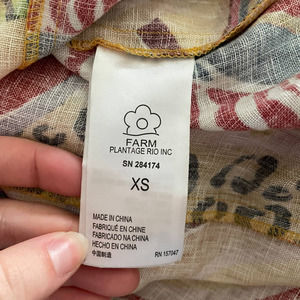 FARM
PLANTAGE RIO INC
SN 284174
XS
MADE IN CHINA
FABRIQUÉ EN CHINE
FABRICADO NA CHINA
HECHO EN CHINA
中国制造
RN 157047